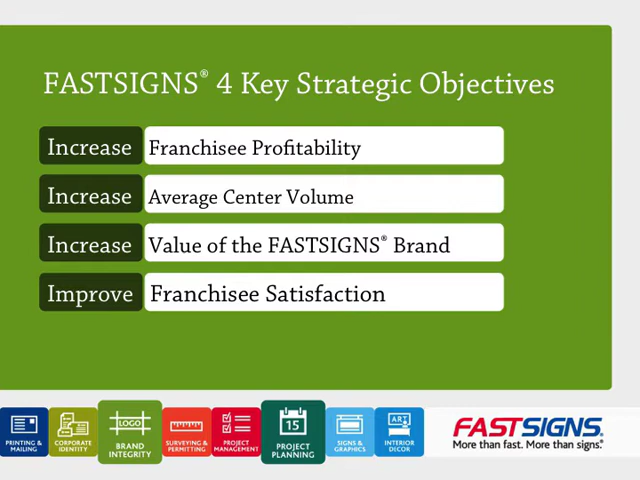 FASTSIGNS® 4 Key Strategic Objectives
Increase Franchisee Profitability
Increase Average Center Volume
Increase Value of the FASTSIGNS® Brand
Improve Franchisee Satisfaction
PRINTING & MAILING
CORPORATE IDENTITY
LOGO
BRAND INTEGRITY
SURVEYING & PERMITTING
PROJECT MANAGEMENT
15
PROJECT PLANNING
SIGNS & GRAPHICS
ART
INTERIOR DECOR
FASTSIGNS®
More than fast. More than signs.®